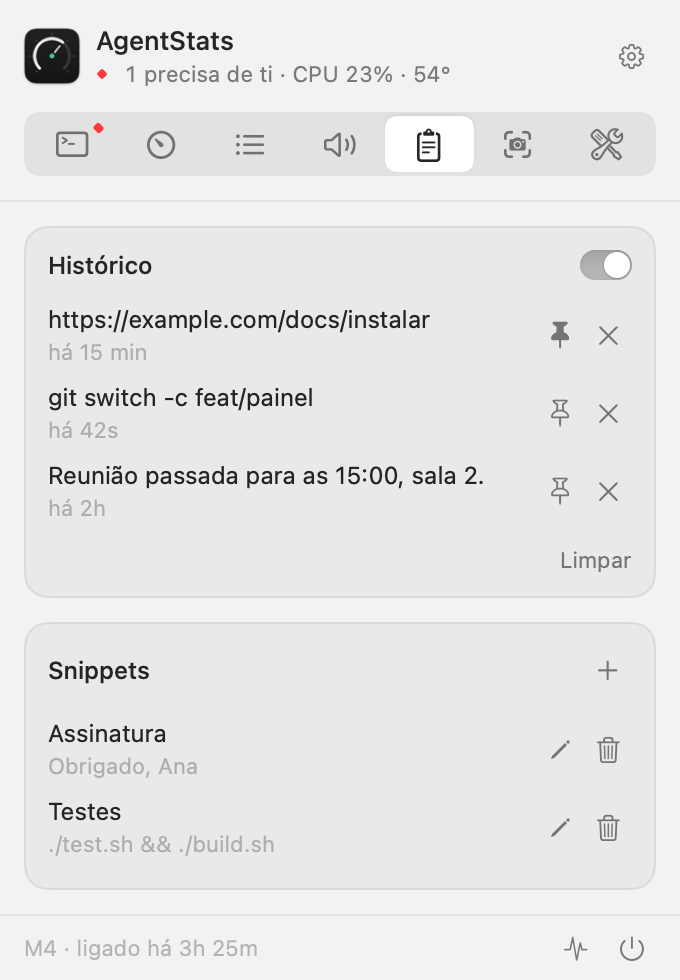 AgentStats
1 precisa de ti · CPU 23% · 54°
Histórico
https://example.com/docs/instalar
há 15 min
git switch -c feat/painel
há 42s
Reunião passada para as 15:00, sala 2.
há 2h
Limpar
Snippets
Assinatura
Obrigado, Ana
Testes
./test.sh && ./build.sh
M4 · ligado há 3h 25m